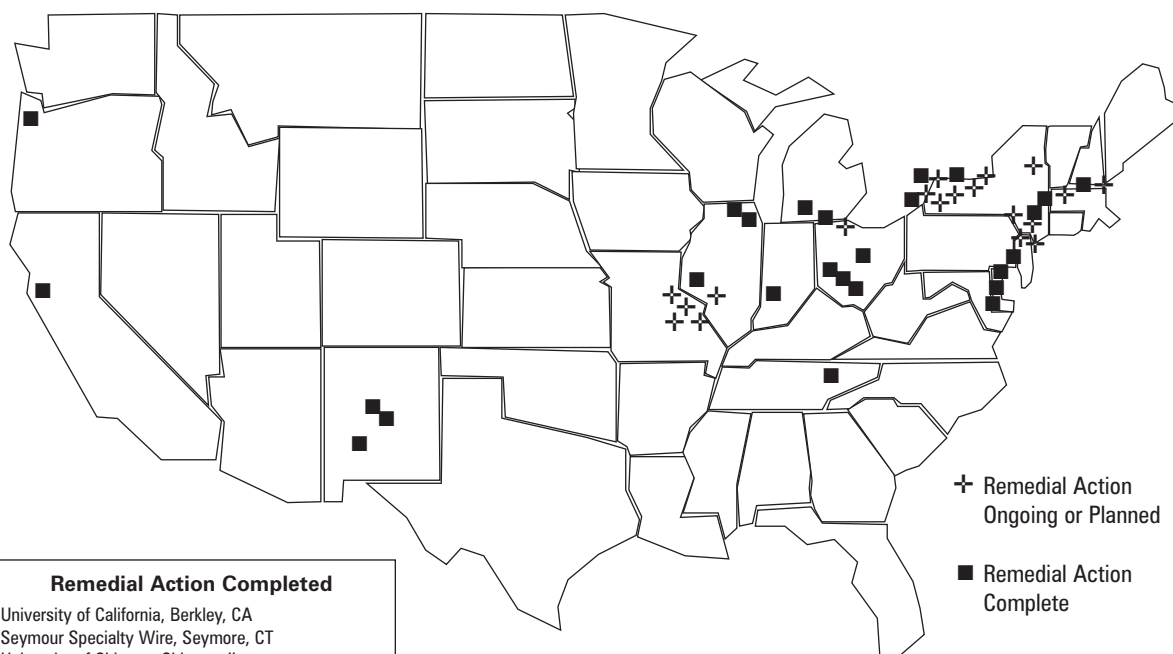 Remedial Action
Ongoing or Planned
Remedial Action
Complete
Remedial Action Completed
University of California, Berkley, CA
Seymour Specialty Wire, Seymore, CT